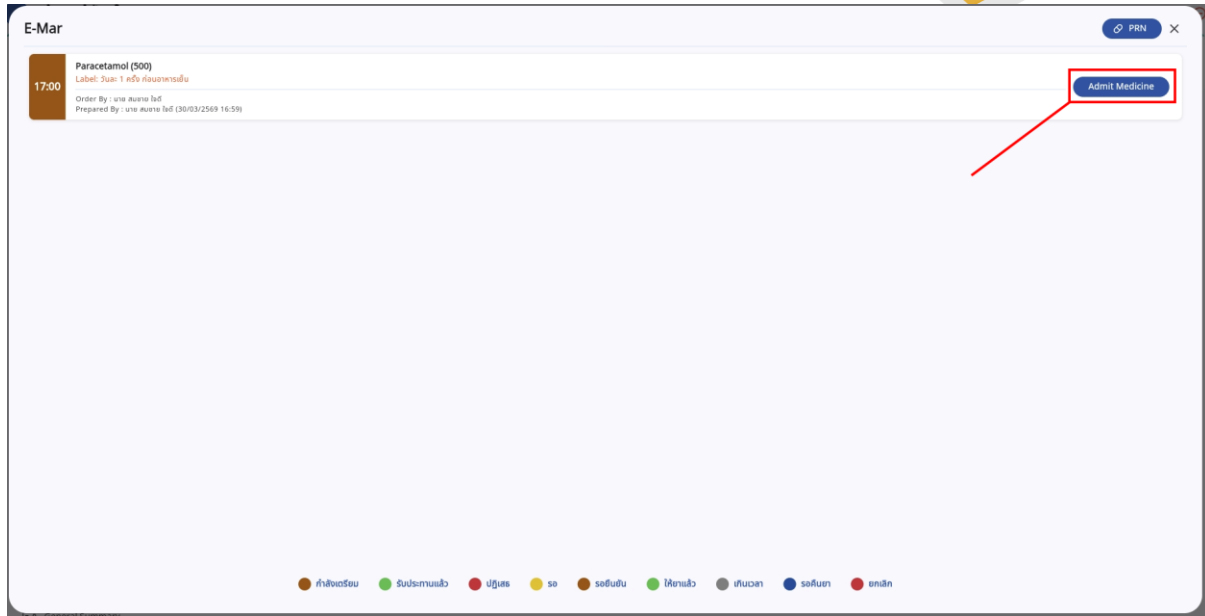 E-Mar
PRN
17:00
Paracetamol (500)
Label: วันละ 1 ครั้ง ก่อนอาหารเย็น
Order By : นาย สมชาย ใจดี
Prepared By : นาย สมชาย ใจดี (30/03/2569 16:59)
Admit Medicine
กำลังเตรียม
รับประทานแล้ว
ปฏิเสธ
รอ
รอยืนยัน
ให้ยาแล้ว
เกินเวลา
รอคืนยา
ยกเลิก